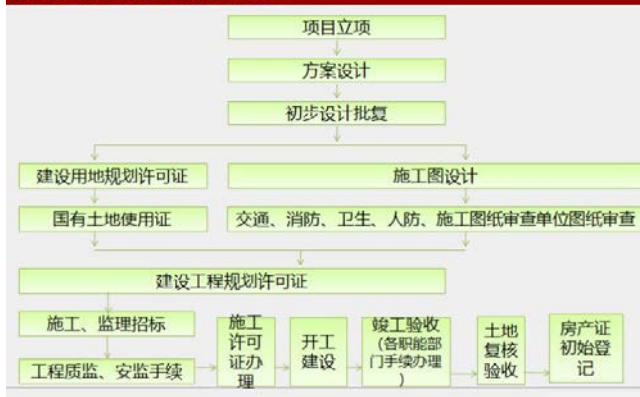 项目立项
方案设计
初步设计批复
建设用地规划许可证
施工图设计
国有土地使用证
交通、消防、卫生、人防、施工图纸审查单位图纸审查
建设工程规划许可证
施工、监理招标
工程质监、安监手续
施工
许可
证办
理
开工
建设
竣工验收
（各职能部
门手续办理
）
土地
复核
验收
房产证
初始登
记